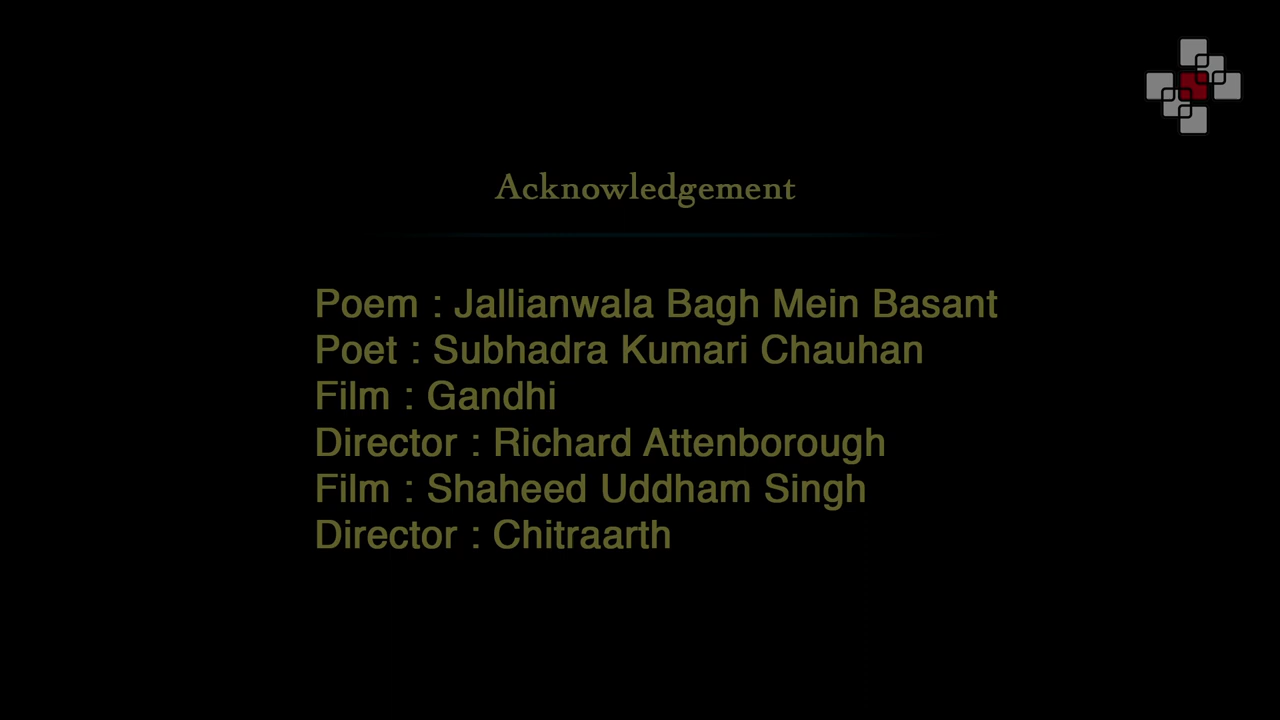 Acknowledgement
Poem : Jallianwala Bagh Mein Basant
Poet : Subhadra Kumari Chauhan
Film : Gandhi
Director : Richard Attenborough
Film : Shaheed Uddham Singh
Director : Chitraarth